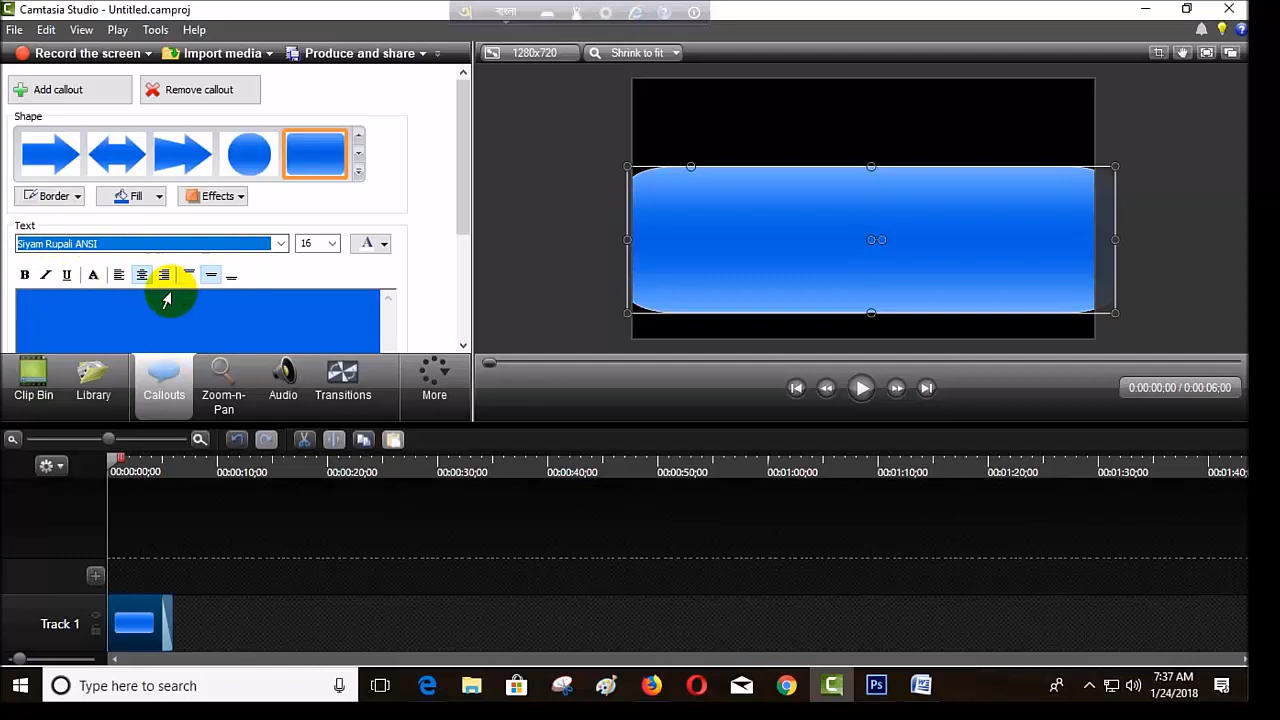 Camtasia Studio - Untitled.camproj
বাংলা
File Edit View Play Tools Help
Record the screen Import media Produce and share
1280x720 Shrink to fit
Add callout Remove callout
Shape
Border Fill Effects
Text
Siyam Rupali ANSI 16 A
B I U A
Clip Bin Library Callouts Zoom-n-Pan Audio Transitions More
0:00:00;00 / 0:00:06;00
00:00:00;00 00:00:10;00 00:00:20;00 00:00:30;00 00:00:40;00 00:00:50;00 00:01:00;00 00:01:10;00 00:01:20;00 00:01:30;00 00:01:40;
Track 1
Type here to search
Ps
7:37 AM
1/24/2018